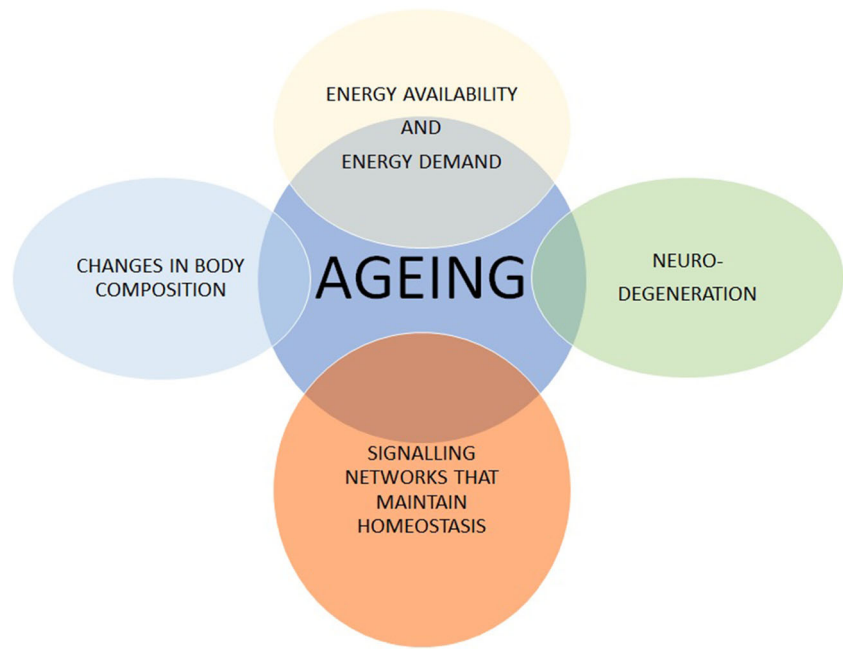 ENERGY AVAILABILITY
AND
ENERGY DEMAND
CHANGES IN BODY
COMPOSITION
AGEING
NEURO-
DEGENERATION
SIGNALLING
NETWORKS THAT
MAINTAIN
HOMEOSTASIS